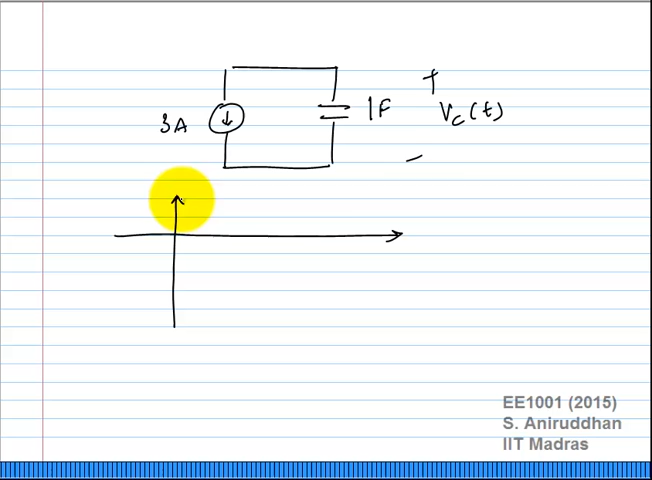 3A
1F
+
Vc(t)
−
EE1001 (2015)
S. Aniruddhan
IIT Madras